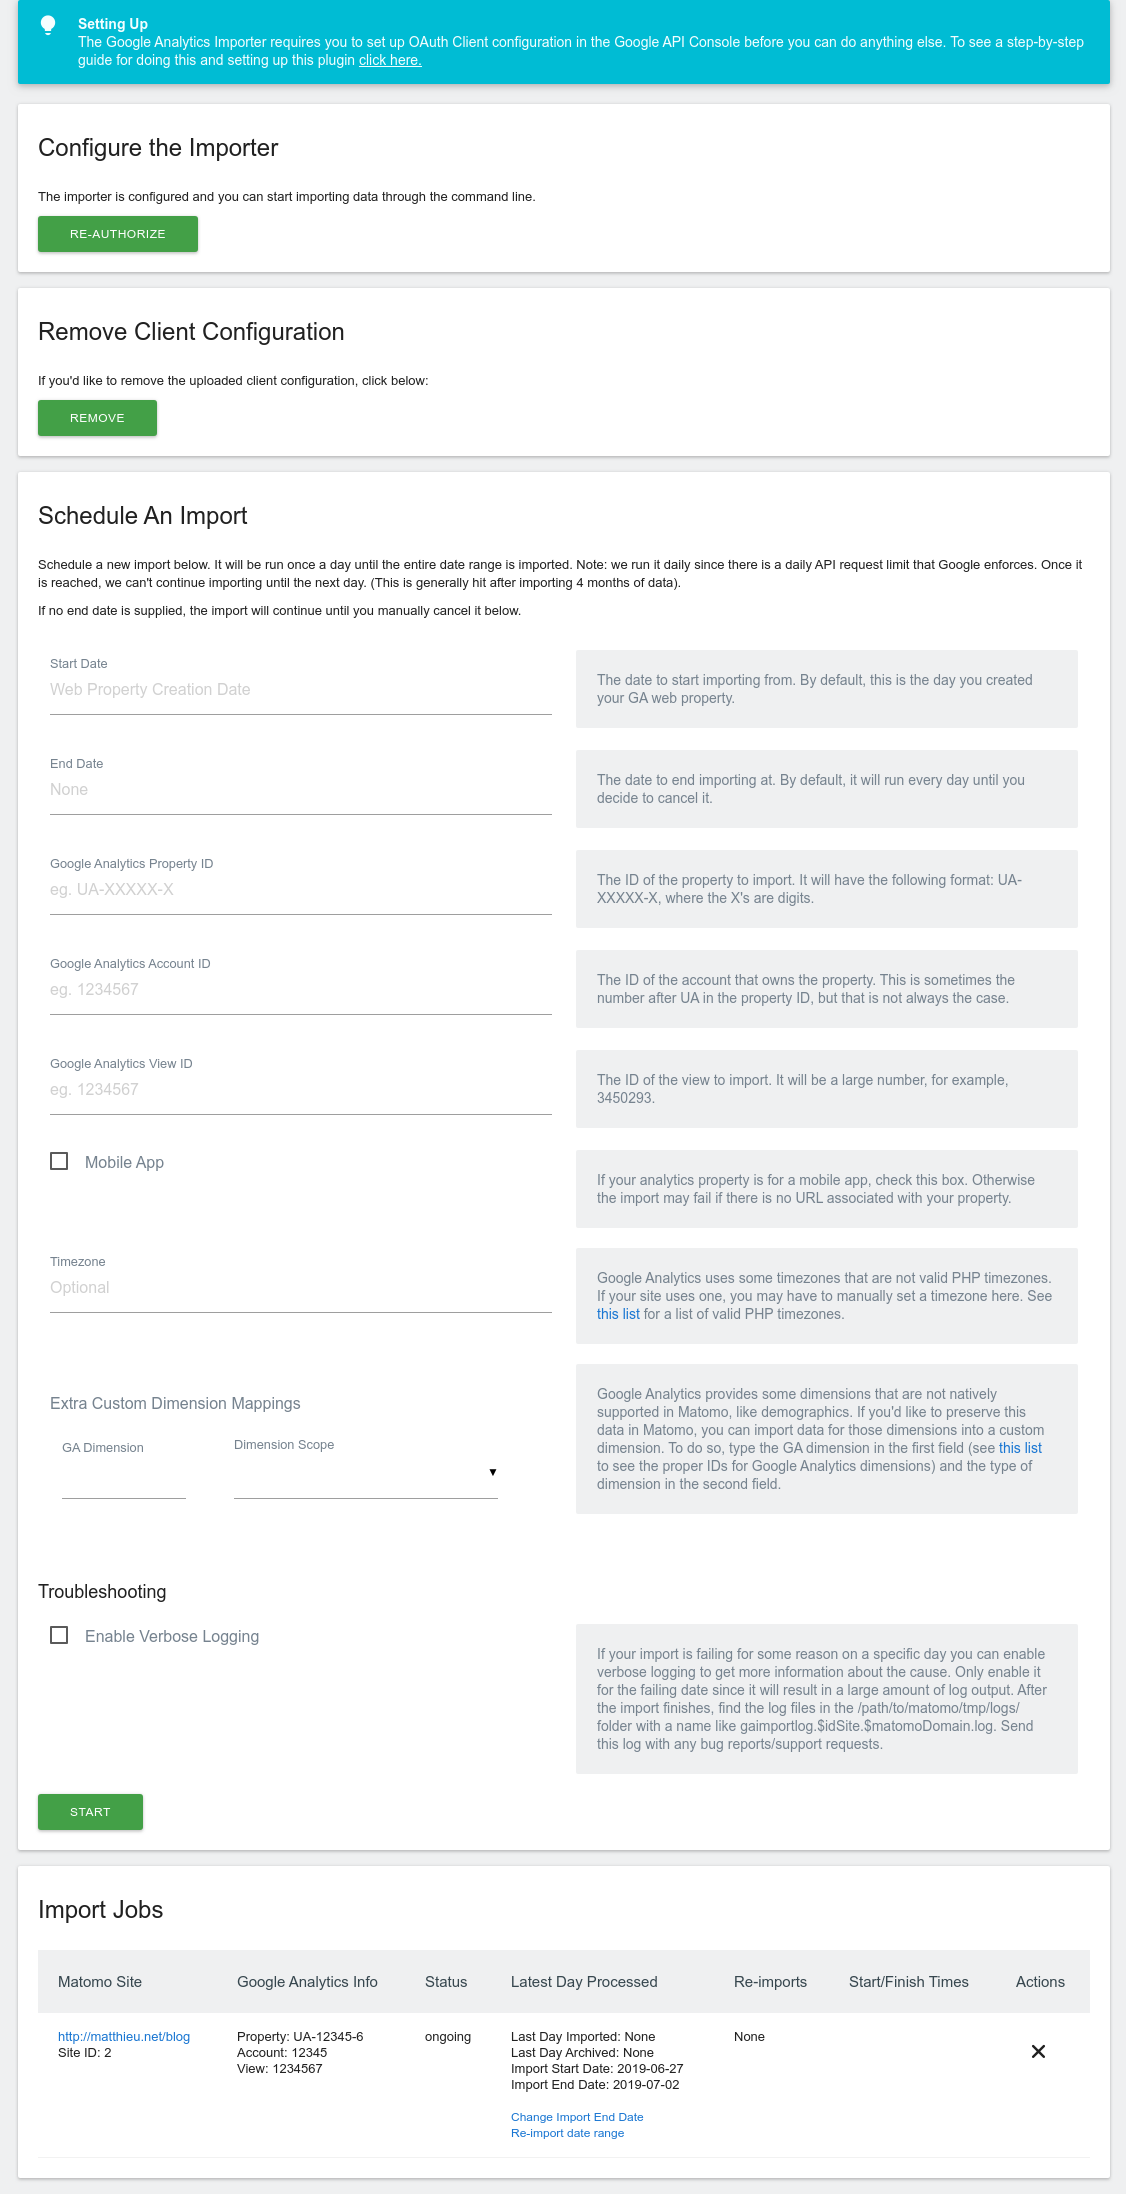 Setting Up
The Google Analytics Importer requires you to set up OAuth Client configuration in the Google API Console before you can do anything else. To see a step-by-step
guide for doing this and setting up this plugin click here.
Configure the Importer
The importer is configured and you can start importing data through the command line.
RE-AUTHORIZE
Remove Client Configuration
If you'd like to remove the uploaded client configuration, click below:
REMOVE
Schedule An Import
Schedule a new import below. It will be run once a day until the entire date range is imported. Note: we run it daily since there is a daily API request limit that Google enforces. Once it
is reached, we can't continue importing until the next day. (This is generally hit after importing 4 months of data).
If no end date is supplied, the import will continue until you manually cancel it below.
Start Date
Web Property Creation Date
The date to start importing from. By default, this is the day you created
your GA web property.
End Date
None
The date to end importing at. By default, it will run every day until you
decide to cancel it.
Google Analytics Property ID
eg. UA-XXXXX-X
The ID of the property to import. It will have the following format: UA-
XXXXX-X, where the X's are digits.
Google Analytics Account ID
eg. 1234567
The ID of the account that owns the property. This is sometimes the
number after UA in the property ID, but that is not always the case.
Google Analytics View ID
eg. 1234567
The ID of the view to import. It will be a large number, for example,
3450293.
Mobile App
If your analytics property is for a mobile app, check this box. Otherwise
the import may fail if there is no URL associated with your property.
Timezone
Optional
Google Analytics uses some timezones that are not valid PHP timezones.
If your site uses one, you may have to manually set a timezone here. See
this list for a list of valid PHP timezones.
Extra Custom Dimension Mappings
GA Dimension
Dimension Scope
Google Analytics provides some dimensions that are not natively
supported in Matomo, like demographics. If you'd like to preserve this
data in Matomo, you can import data for those dimensions into a custom
dimension. To do so, type the GA dimension in the first field (see this list
to see the proper IDs for Google Analytics dimensions) and the type of
dimension in the second field.
Troubleshooting
Enable Verbose Logging
If your import is failing for some reason on a specific day you can enable
verbose logging to get more information about the cause. Only enable it
for the failing date since it will result in a large amount of log output. After
the import finishes, find the log files in the /path/to/matomo/tmp/logs/
folder with a name like gaimportlog.$idSite.$matomoDomain.log. Send
this log with any bug reports/support requests.
START
Import Jobs
Matomo Site Google Analytics Info Status Latest Day Processed Re-imports Start/Finish Times Actions
http://matthieu.net/blog Property: UA-12345-6 ongoing Last Day Imported: None None
Site ID: 2 Account: 12345 Last Day Archived: None
View: 1234567 Import Start Date: 2019-06-27
Import End Date: 2019-07-02
Change Import End Date
Re-import date range